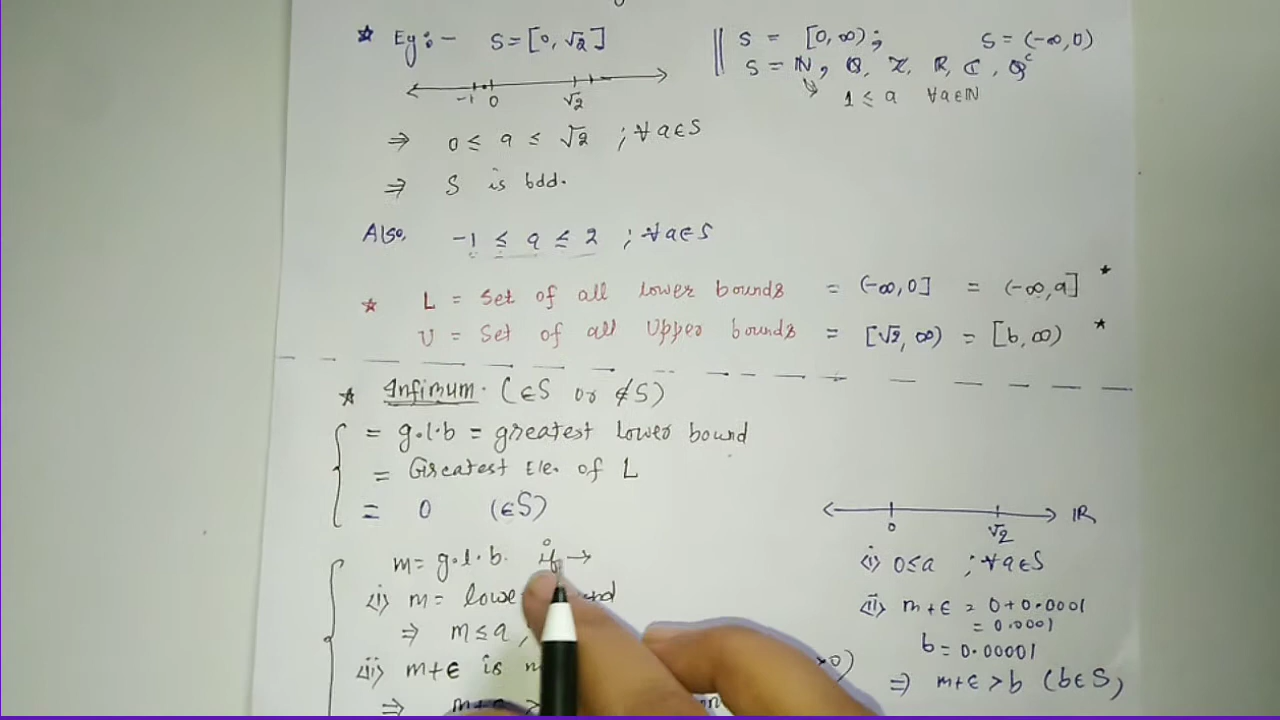 * Eg:- S = [0, √2]
-1 0 √2
⇒ 0 ≤ a ≤ √2 ; ∀ a ∈ S
⇒ S is bdd.
|| S = [0, ∞) ; S = (-∞, 0)
S = ℕ, ℚ, ℤ, ℝ, ℂ, ℚᶜ
↳ 1 ≤ a ∀ a ∈ ℕ
Also, -1 ≤ a ≤ 2 ; ∀ a ∈ S
* L = Set of all lower bounds = (-∞, 0] = (-∞, a] *
U = Set of all Upper bounds = [√2, ∞) = [b, ∞) *
* Infimum. (∈S or ∉S)
= g.l.b = greatest lower bound
= Greatest Ele. of L
= 0 (∈S)
m = g.l.b. if →
(i) m =
⇒ m ≤ a,
(ii) m+ε is
⇒ m+ε >
0 √2 IR
(i) 0 ≤ a ; ∀ a ∈ S
(ii) m+ε = 0+0.0001
= 0.0001
b = 0.00001
⇒ m+ε > b (b ∈ S)